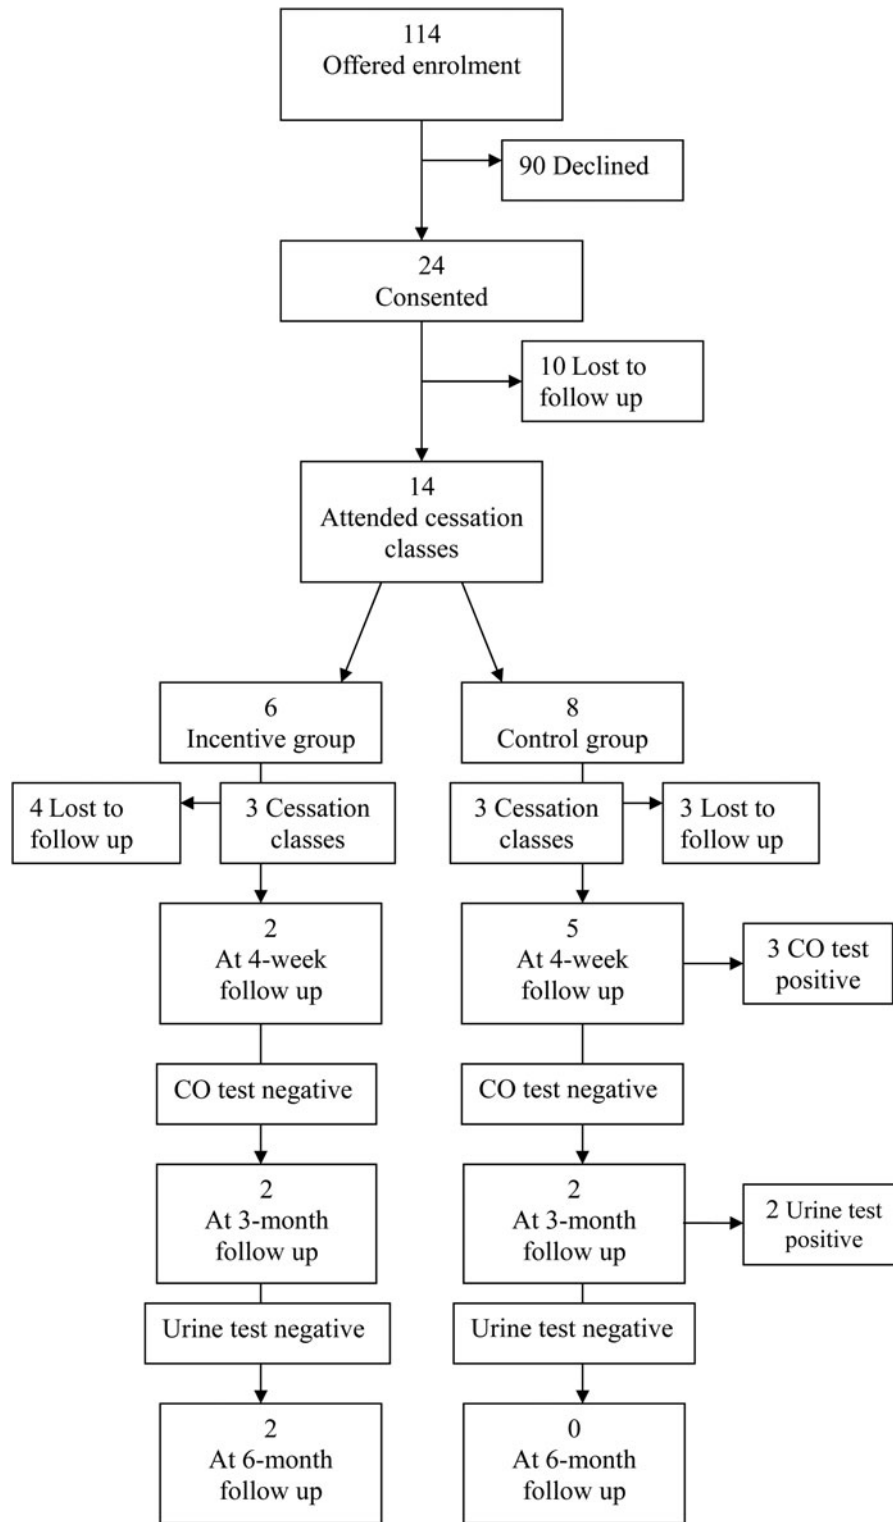 114
Offered enrolment
90 Declined
24
Consented
10 Lost to
follow up
14
Attended cessation
classes
6
Incentive group
8
Control group
4 Lost to
follow up
3 Cessation
classes
3 Cessation
classes
3 Lost to
follow up
2
At 4-week
follow up
5
At 4-week
follow up
3 CO test
positive
CO test negative
CO test negative
2
At 3-month
follow up
2
At 3-month
follow up
2 Urine test
positive
Urine test negative
Urine test negative
2
At 6-month
follow up
0
At 6-month
follow up